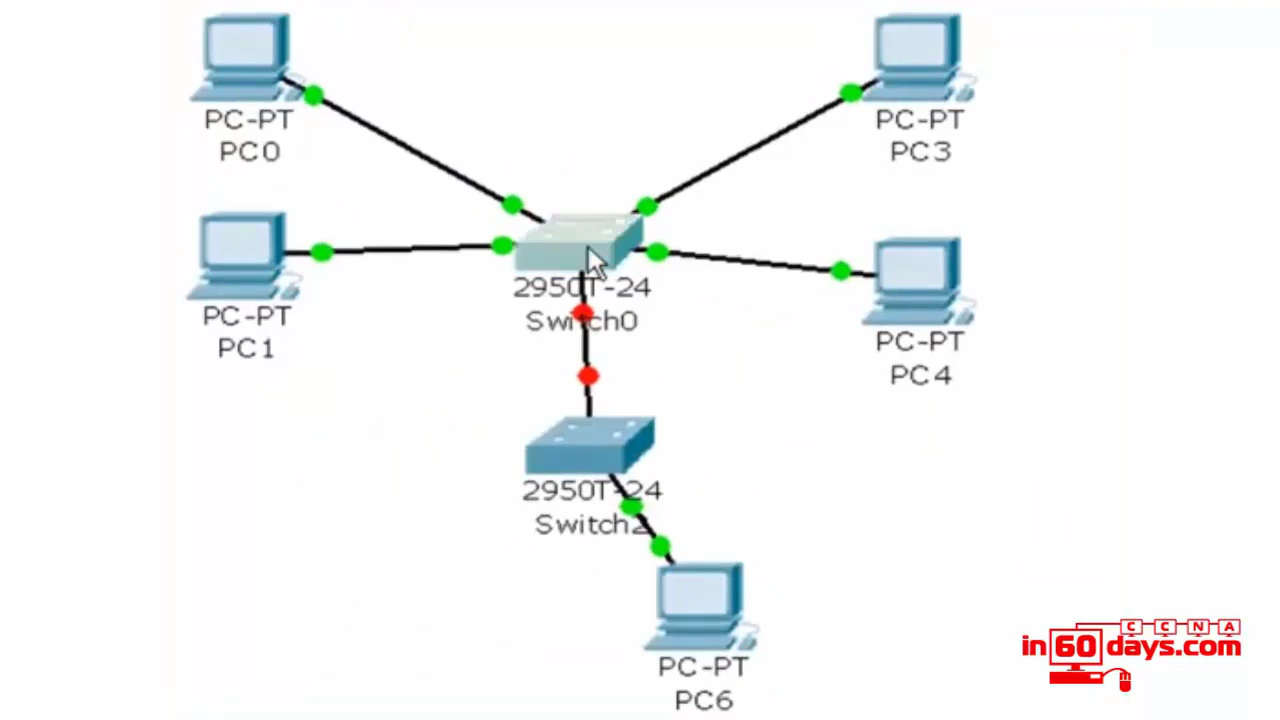 PC-PT
PC0
PC-PT
PC3
PC-PT
PC1
2950T-24
Switch0
PC-PT
PC4
2950T-24
Switch2
PC-PT
PC6
CCNA
in60days.com